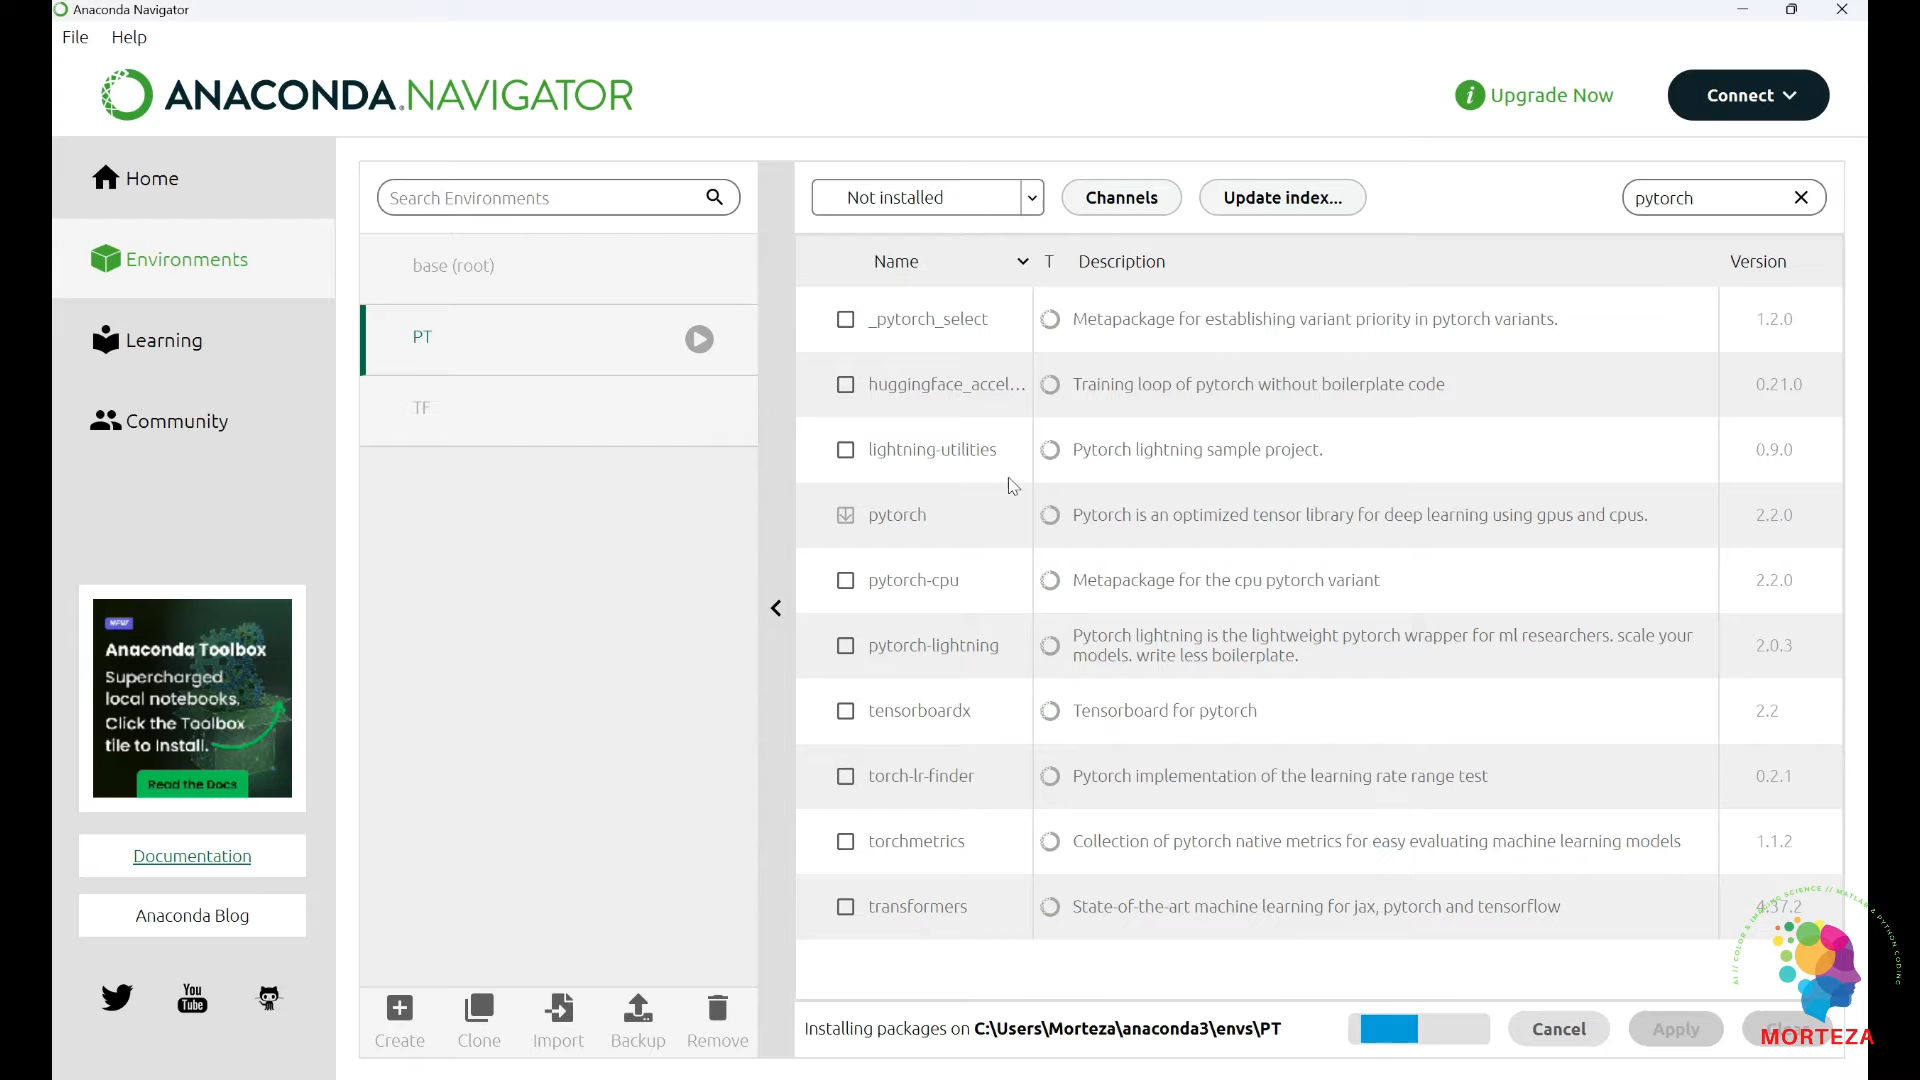 Anaconda Navigator
File Help
ANACONDA.NAVIGATOR
Upgrade Now
Connect
Home
Environments
Learning
Community
NEW
Anaconda Toolbox
Supercharged
local notebooks.
Click the Toolbox
tile to install.
Read the Docs
Documentation
Anaconda Blog
You
Tube
Search Environments
base (root)
PT
TF
Create Clone Import Backup Remove
Not installed
Channels
Update index...
pytorch
Name T Description Version
_pytorch_select Metapackage for establishing variant priority in pytorch variants. 1.2.0
huggingface_accel... Training loop of pytorch without boilerplate code 0.21.0
lightning-utilities Pytorch lightning sample project. 0.9.0
pytorch Pytorch is an optimized tensor library for deep learning using gpus and cpus. 2.2.0
pytorch-cpu Metapackage for the cpu pytorch variant 2.2.0
pytorch-lightning Pytorch lightning is the lightweight pytorch wrapper for ml researchers. scale your
models. write less boilerplate. 2.0.3
tensorboardx Tensorboard for pytorch 2.2
torch-lr-finder Pytorch implementation of the learning rate range test 0.2.1
torchmetrics Collection of pytorch native metrics for easy evaluating machine learning models 1.1.2
transformers State-of-the-art machine learning for jax, pytorch and tensorflow 4.37.2
Installing packages on C:\Users\Morteza\anaconda3\envs\PT
Cancel
Apply
AI // COLOR & IMAGING SCIENCE // MATLAB & PYTHON CODING
MORTEZA